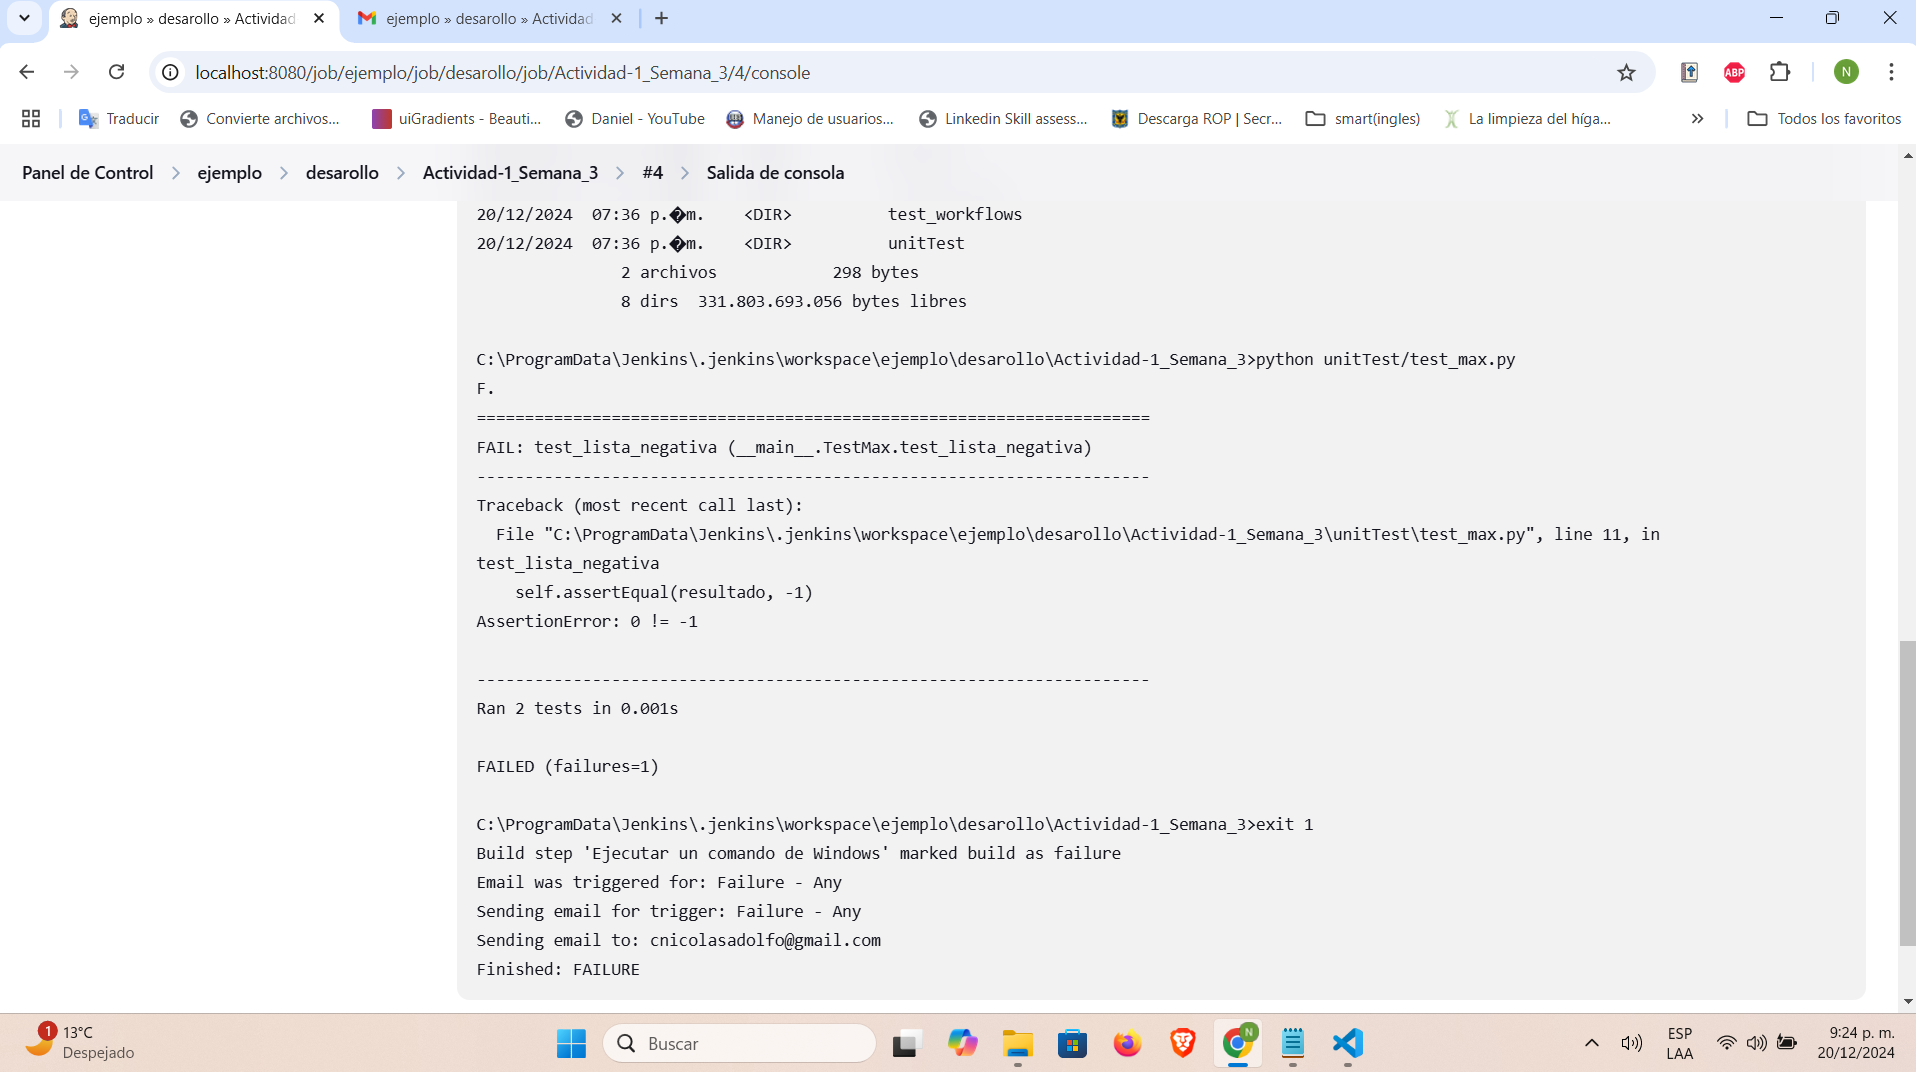 ejemplo » desarollo » Actividad
ejemplo » desarollo » Actividad
localhost:8080/job/ejemplo/job/desarollo/job/Actividad-1_Semana_3/4/console
ABP
N
Traducir
Convierte archivos...
uiGradients - Beauti...
Daniel - YouTube
Manejo de usuarios...
Linkedin Skill assess...
Descarga ROP | Secr...
smart(ingles)
La limpieza del híga...
Todos los favoritos
Panel de Control > ejemplo > desarollo > Actividad-1_Semana_3 > #4 > Salida de consola
20/12/2024  07:36 p.�m.    <DIR>          test_workflows
20/12/2024  07:36 p.�m.    <DIR>          unitTest
               2 archivos            298 bytes
               8 dirs  331.803.693.056 bytes libres
C:\ProgramData\Jenkins\.jenkins\workspace\ejemplo\desarollo\Actividad-1_Semana_3>python unitTest/test_max.py
F.
======================================================================
FAIL: test_lista_negativa (__main__.TestMax.test_lista_negativa)
----------------------------------------------------------------------
Traceback (most recent call last):
  File "C:\ProgramData\Jenkins\.jenkins\workspace\ejemplo\desarollo\Actividad-1_Semana_3\unitTest\test_max.py", line 11, in
test_lista_negativa
    self.assertEqual(resultado, -1)
AssertionError: 0 != -1
----------------------------------------------------------------------
Ran 2 tests in 0.001s
FAILED (failures=1)
C:\ProgramData\Jenkins\.jenkins\workspace\ejemplo\desarollo\Actividad-1_Semana_3>exit 1
Build step 'Ejecutar un comando de Windows' marked build as failure
Email was triggered for: Failure - Any
Sending email for trigger: Failure - Any
Sending email to: cnicolasadolfo@gmail.com
Finished: FAILURE
1
13°C
Despejado
Buscar
N
ESP
LAA
9:24 p. m.
20/12/2024